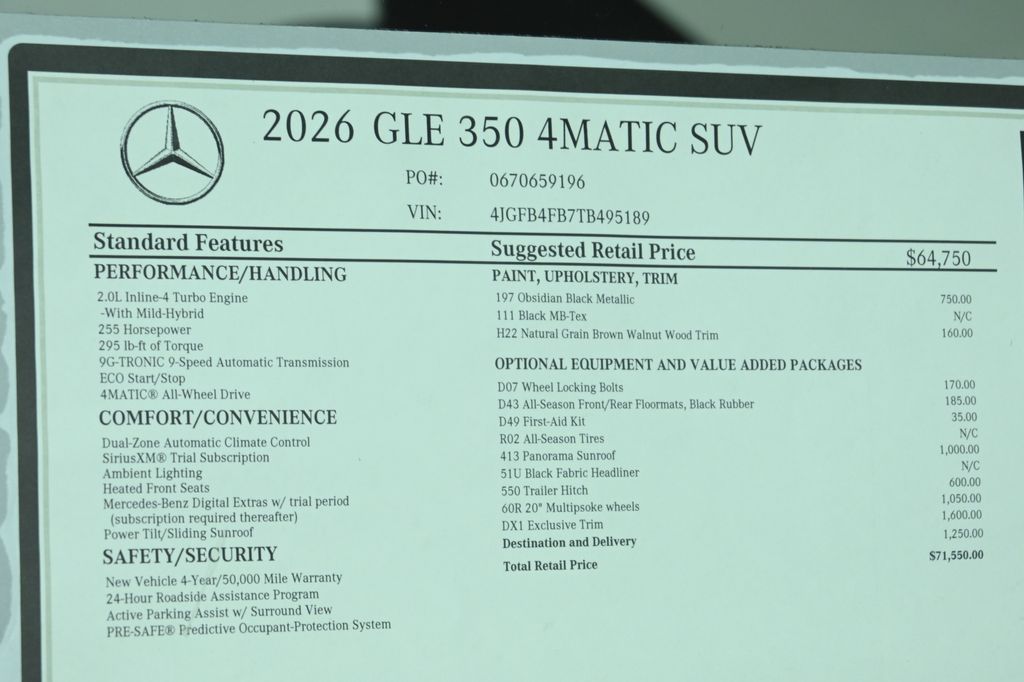 2026 GLE 350 4MATIC SUV
PO#: 0670659196
VIN: 4JGFB4FB7TB495189
Standard Features
PERFORMANCE/HANDLING
2.0L Inline-4 Turbo Engine
-With Mild-Hybrid
255 Horsepower
295 lb-ft of Torque
9G-TRONIC 9-Speed Automatic Transmission
ECO Start/Stop
4MATIC® All-Wheel Drive
COMFORT/CONVENIENCE
Dual-Zone Automatic Climate Control
SiriusXM® Trial Subscription
Ambient Lighting
Heated Front Seats
Mercedes-Benz Digital Extras w/ trial period
(subscription required thereafter)
Power Tilt/Sliding Sunroof
SAFETY/SECURITY
New Vehicle 4-Year/50,000 Mile Warranty
24-Hour Roadside Assistance Program
Active Parking Assist w/ Surround View
PRE-SAFE® Predictive Occupant-Protection System
Suggested Retail Price $64,750
PAINT, UPHOLSTERY, TRIM
197 Obsidian Black Metallic 750.00
111 Black MB-Tex N/C
H22 Natural Grain Brown Walnut Wood Trim 160.00
OPTIONAL EQUIPMENT AND VALUE ADDED PACKAGES
D07 Wheel Locking Bolts 170.00
D43 All-Season Front/Rear Floormats, Black Rubber 185.00
D49 First-Aid Kit 35.00
R02 All-Season Tires N/C
413 Panorama Sunroof 1,000.00
51U Black Fabric Headliner N/C
550 Trailer Hitch 600.00
60R 20" Multipsoke wheels 1,050.00
DX1 Exclusive Trim 1,600.00
Destination and Delivery 1,250.00
Total Retail Price $71,550.00